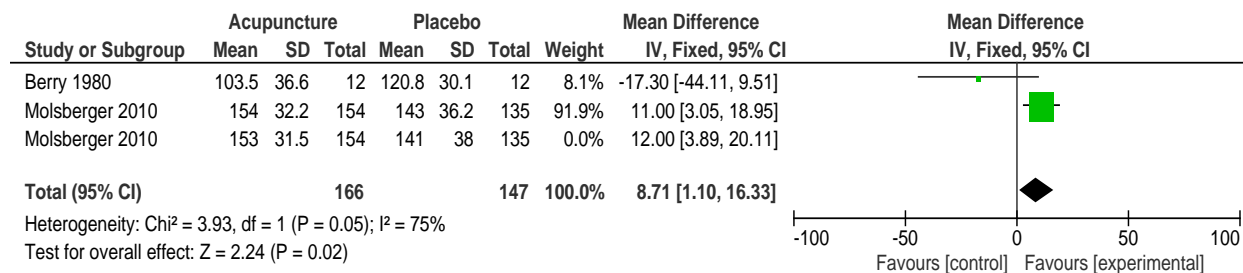 Acupuncture Placebo Mean Difference Mean Difference
Study or Subgroup Mean SD Total Mean SD Total Weight IV, Fixed, 95% CI IV, Fixed, 95% CI
Berry 1980 103.5 36.6 12 120.8 30.1 12 8.1% -17.30 [-44.11, 9.51]
Molsberger 2010 154 32.2 154 143 36.2 135 91.9% 11.00 [3.05, 18.95]
Molsberger 2010 153 31.5 154 141 38 135 0.0% 12.00 [3.89, 20.11]
Total (95% CI) 166 147 100.0% 8.71 [1.10, 16.33]
Heterogeneity: Chi² = 3.93, df = 1 (P = 0.05); I² = 75%
Test for overall effect: Z = 2.24 (P = 0.02)
-100 -50 0 50 100
Favours [control] Favours [experimental]